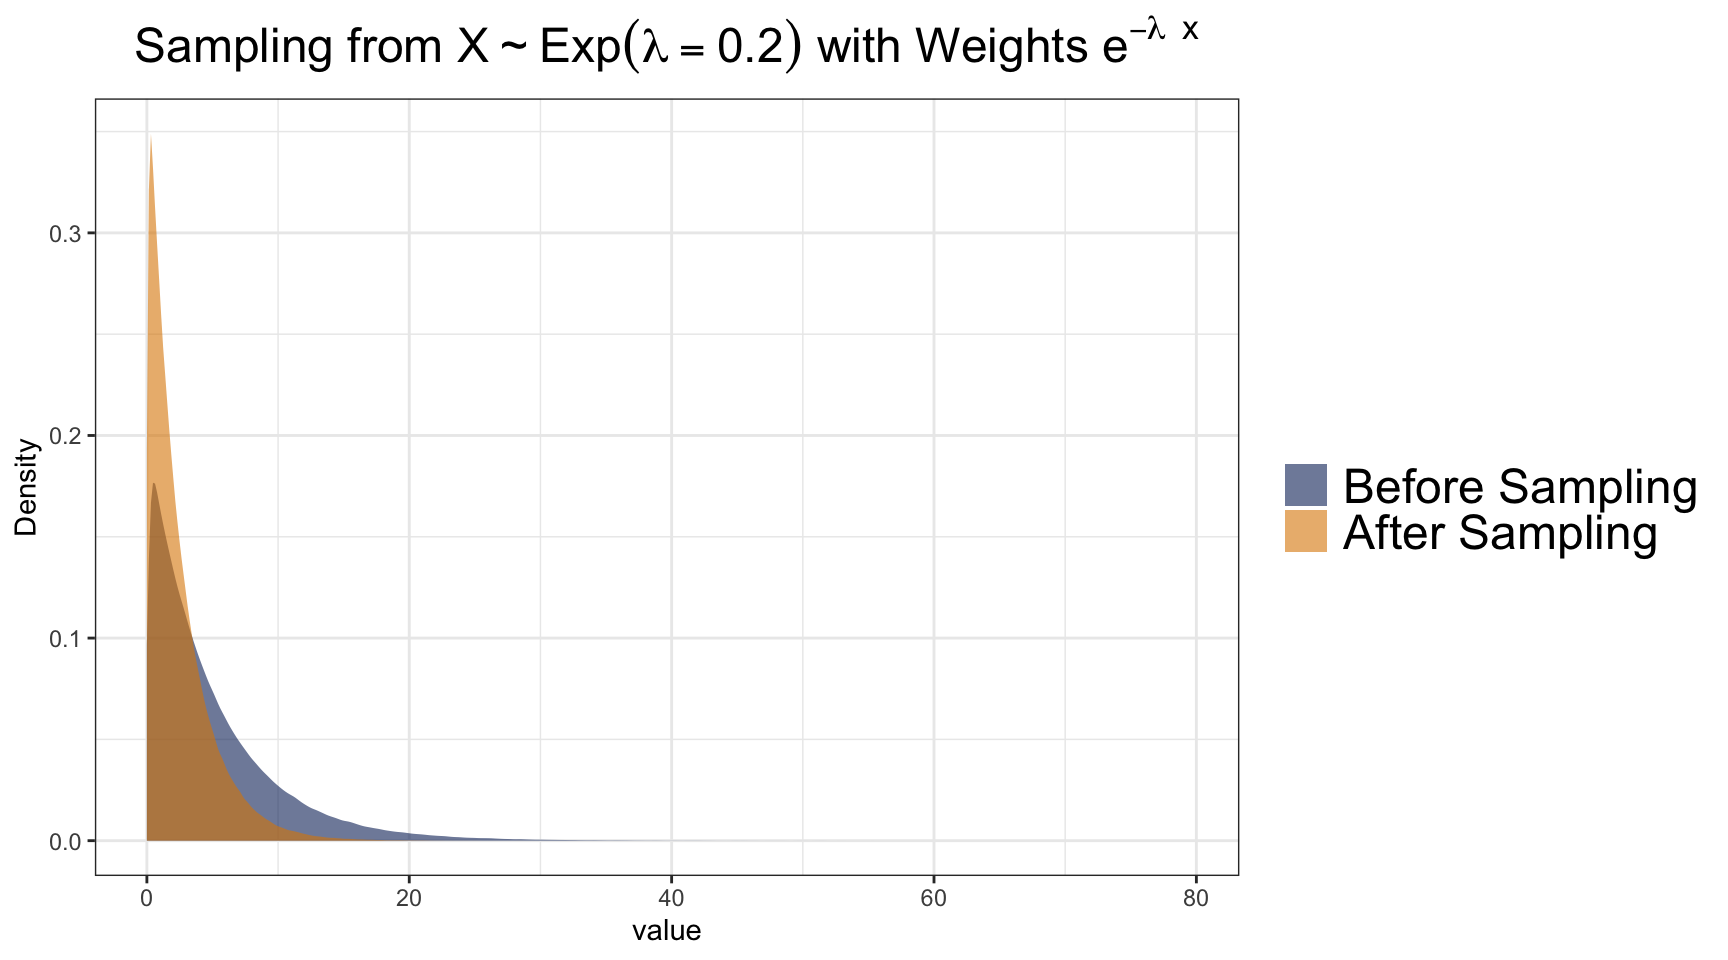 Sampling from X ~ Exp(λ = 0.2) with Weights e^{−λ x}
Density
0.3
0.2
0.1
0.0
0 20 40 60 80
value
Before Sampling
After Sampling